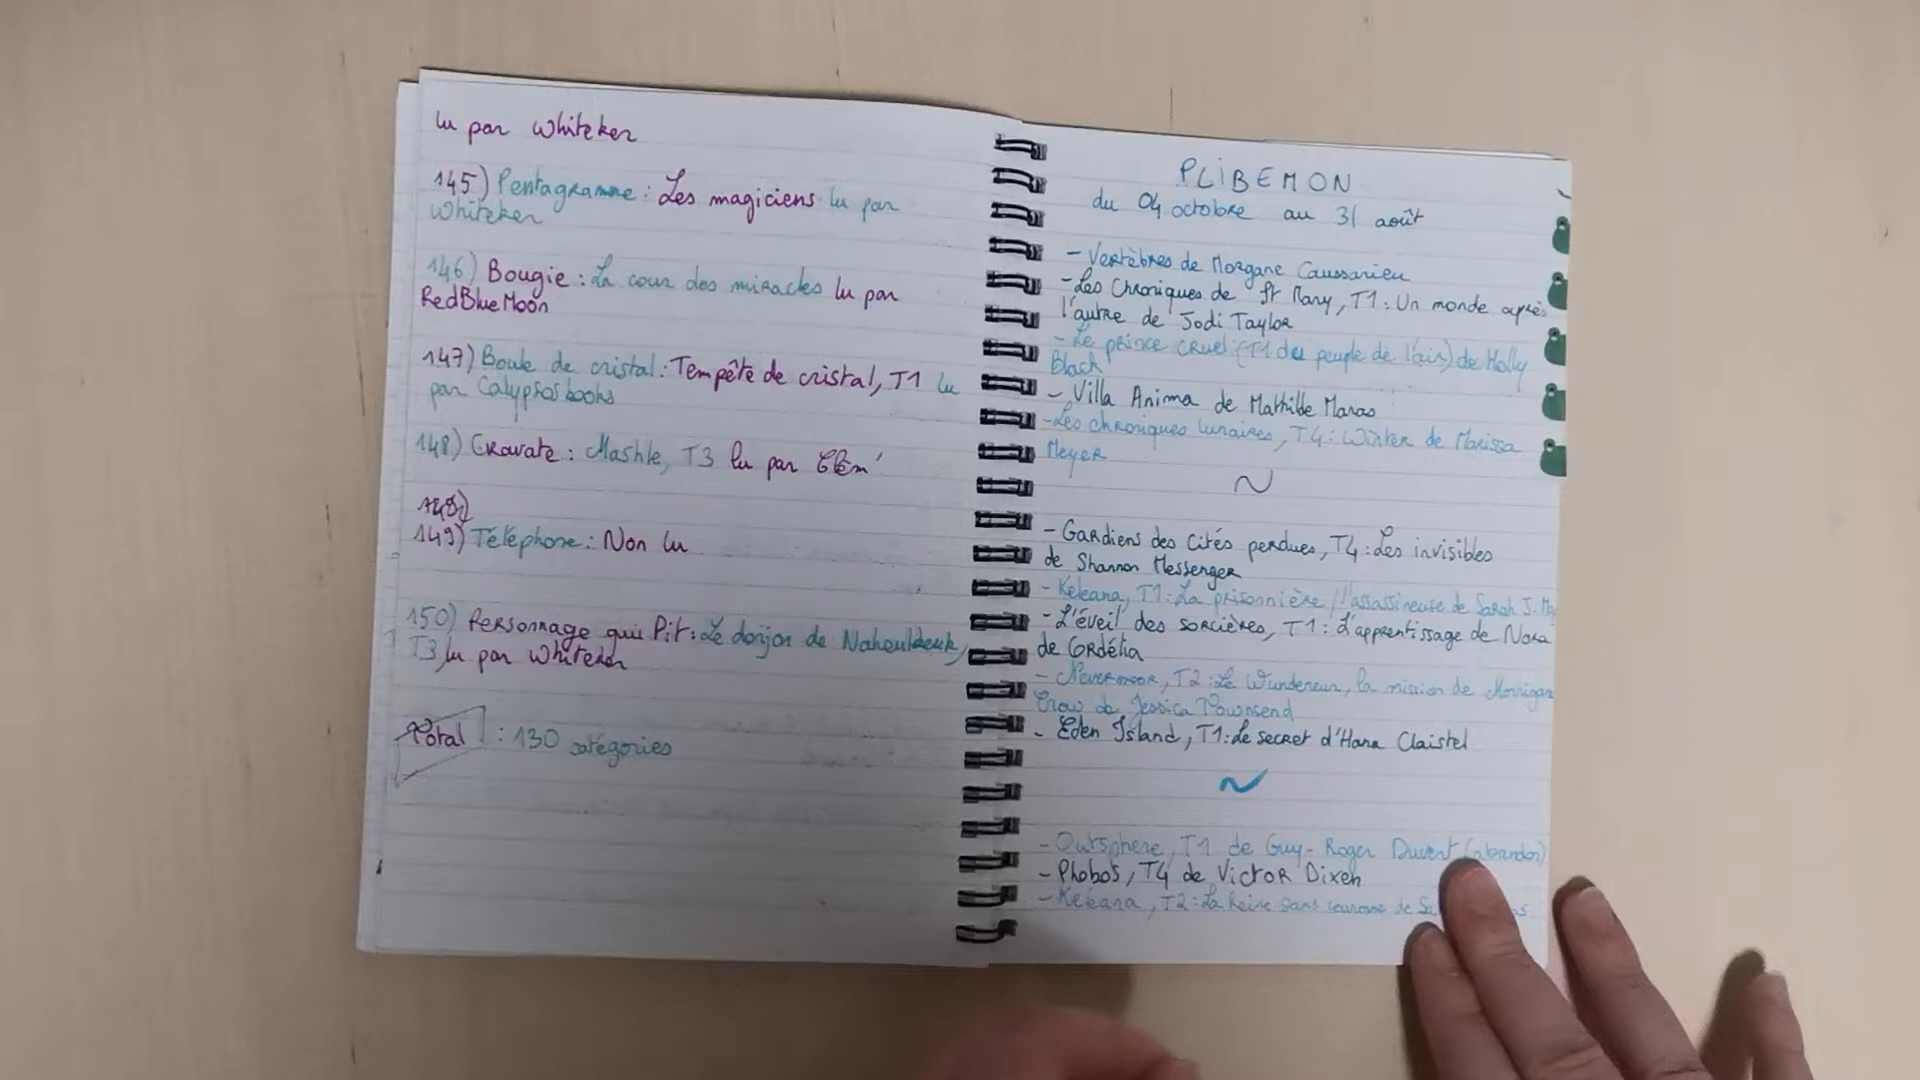 lu par Whiteker
145) Pentagramme : Les magiciens lu par
Whiteker
146) Bougie : La cour des miracles lu par
RedBlueMoon
147) Boule de cristal : Tempête de cristal, T1 lu
par Calypsosbooks
148) Cravate : Mashle, T3 lu par Clém'
149) Téléphone : Non lu
150) Personnage qui Pit : Le donjon de Naheulbeuk,
T3, lu par Whiteker
Total : 130 catégories
PLIBEMON
du 04 octobre au 31 août
- Vertèbres de Morgane Caussarieu
- Les Chroniques de St Mary, T1 : Un monde après
l'autre de Jodi Taylor
- Le prince cruel (T1 du peuple de l'air) de Holly
Black
- Villa Anima de Mathilde Maras
- Les chroniques lunaires, T4 : Winter de Marissa
Meyer
~
- Gardiens des Cités perdues, T4 : Les invisibles
de Shannon Messenger
- Keleana, T1 : La prisonnière / l'assassineuse de Sarah J. Ma
- L'éveil des sorcières, T1 : L'apprentissage de Nora
de Cordélia
- Nevermoor, T2 : Le Wundereur, la mission de Morrigane
Crow de Jessica Townsend
- Eden Island, T1 : Le secret d'Hana Claistel
~
- Outsphere, T1 de Guy-Roger Duvert (abandon)
- Phobos, T4 de Victor Dixen
- Keleana, T2 : La Reine sans couronne de Sa as